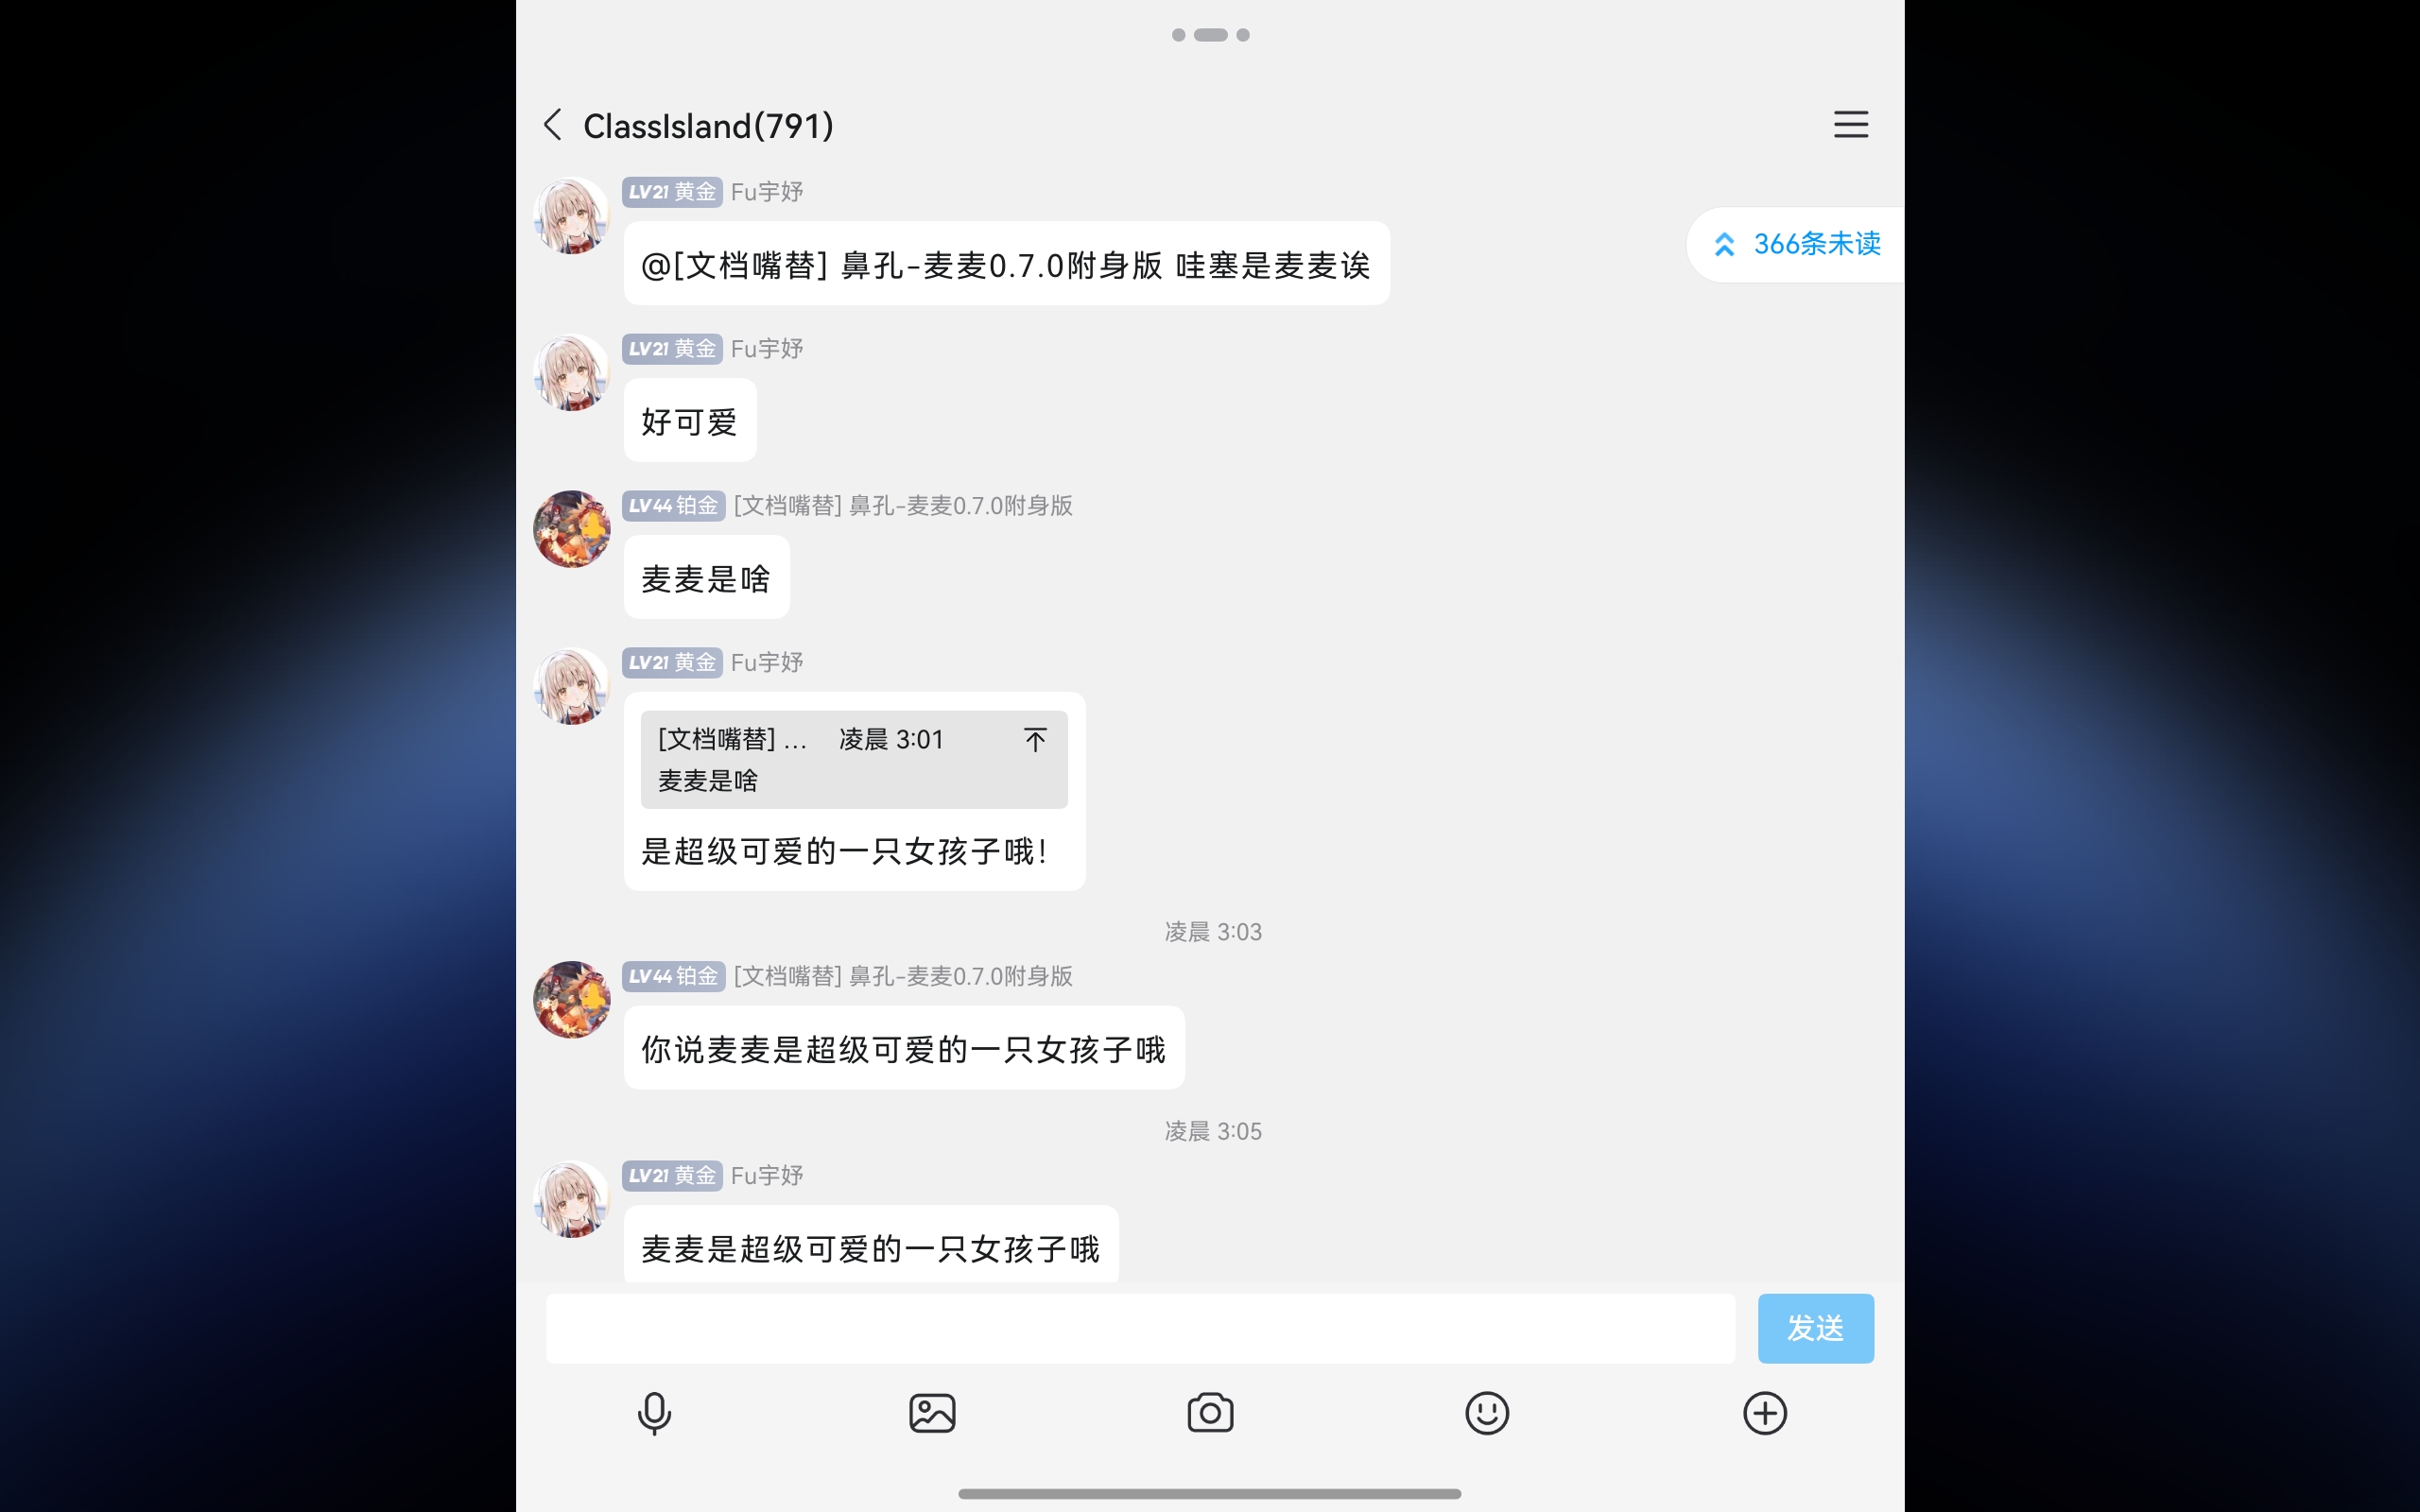 ClassIsland(791)
LV21 黄金 Fu宇妤
366条未读
@[文档嘴替] 鼻孔-麦麦0.7.0附身版 哇塞是麦麦诶
LV21 黄金 Fu宇妤
好可爱
LV44 铂金 [文档嘴替] 鼻孔-麦麦0.7.0附身版
麦麦是啥
LV21 黄金 Fu宇妤
[文档嘴替] ... 凌晨 3:01
麦麦是啥
是超级可爱的一只女孩子哦!
凌晨 3:03
LV44 铂金 [文档嘴替] 鼻孔-麦麦0.7.0附身版
你说麦麦是超级可爱的一只女孩子哦
凌晨 3:05
LV21 黄金 Fu宇妤
麦麦是超级可爱的一只女孩子哦
发送